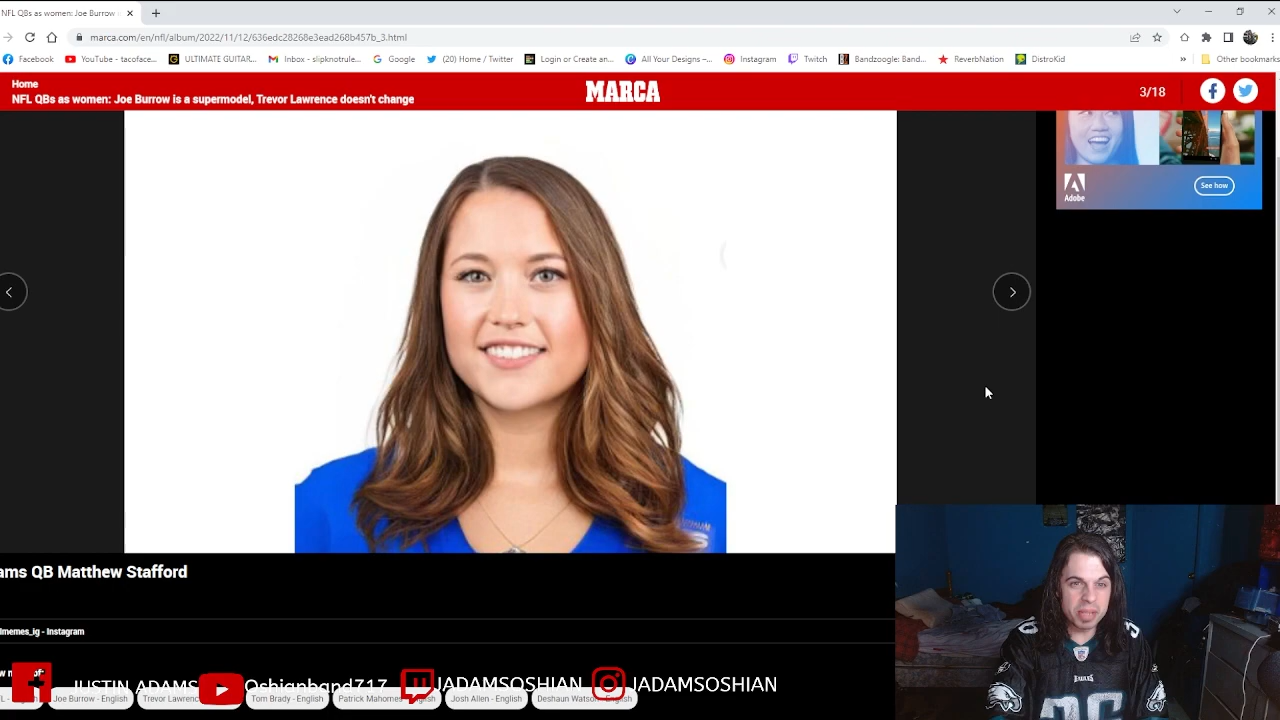 NFL QBs as women: Joe Burrow
marca.com/en/nfl/album/2022/11/12/636edc28268e3ead268b457b_3.html
Facebook
YouTube - tacoface...
ULTIMATE GUITAR...
Inbox - slipknotrule...
Google
(20) Home / Twitter
Login or Create an...
All Your Designs –...
Instagram
Twitch
Bandzoogle: Band...
ReverbNation
DistroKid
»
Other bookmarks
Home
NFL QBs as women: Joe Burrow is a supermodel, Trevor Lawrence doesn't change
MARCA
3/18
Adobe
See how
ams QB Matthew Stafford
lmemes_ig - Instagram
JUSTIN ADAMS
Oshianband717
JADAMSOSHIAN
JADAMSOSHIAN
Joe Burrow - English
Trevor Lawrenc
Tom Brady - English
Patrick Mahomes
Josh Allen - English
Deshaun Watson
EAGLES